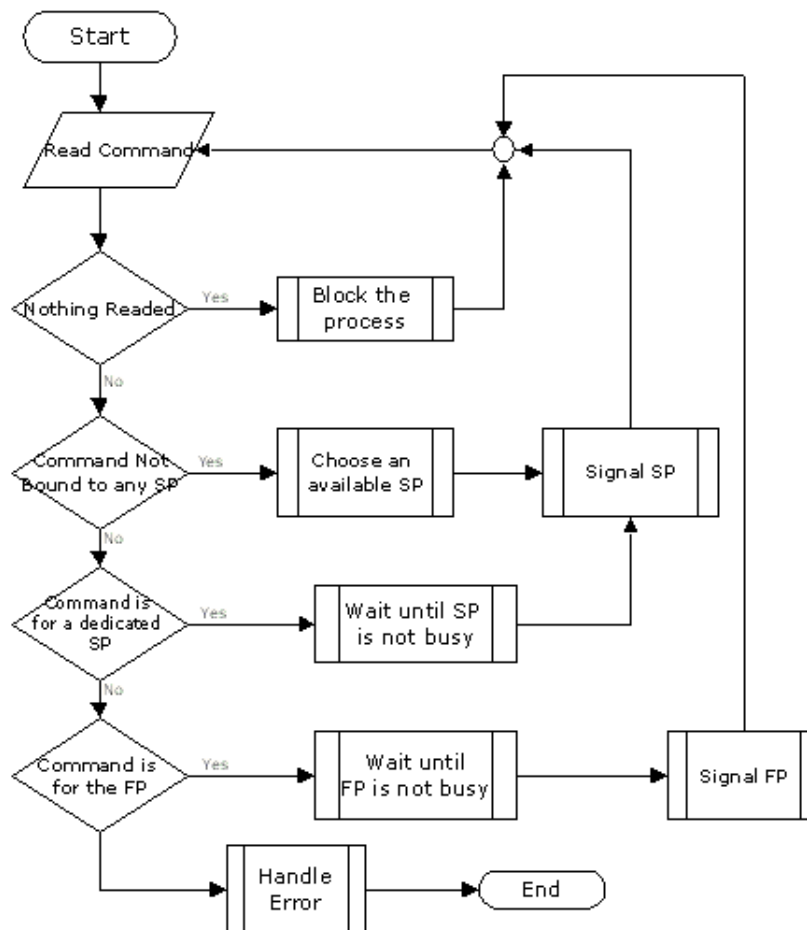 Start
Read Command
Nothing Readed
Yes
Block the
process
No
Command Not
Bound to any SP
Yes
Choose an
available SP
Signal SP
No
Command is
for a dedicated
SP
Yes
Wait until SP
is not busy
No
Command is
for the FP
Yes
Wait until
FP is not busy
Signal FP
Handle
Error
End